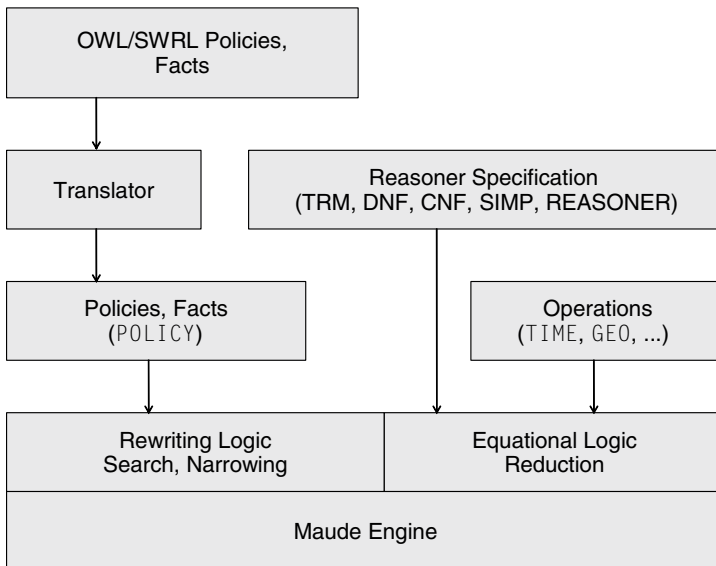 OWL/SWRL Policies,
Facts
Translator
Reasoner Specification
(TRM, DNF, CNF, SIMP, REASONER)
Policies, Facts
(POLICY)
Operations
(TIME, GEO, ...)
Rewriting Logic
Search, Narrowing
Equational Logic
Reduction
Maude Engine